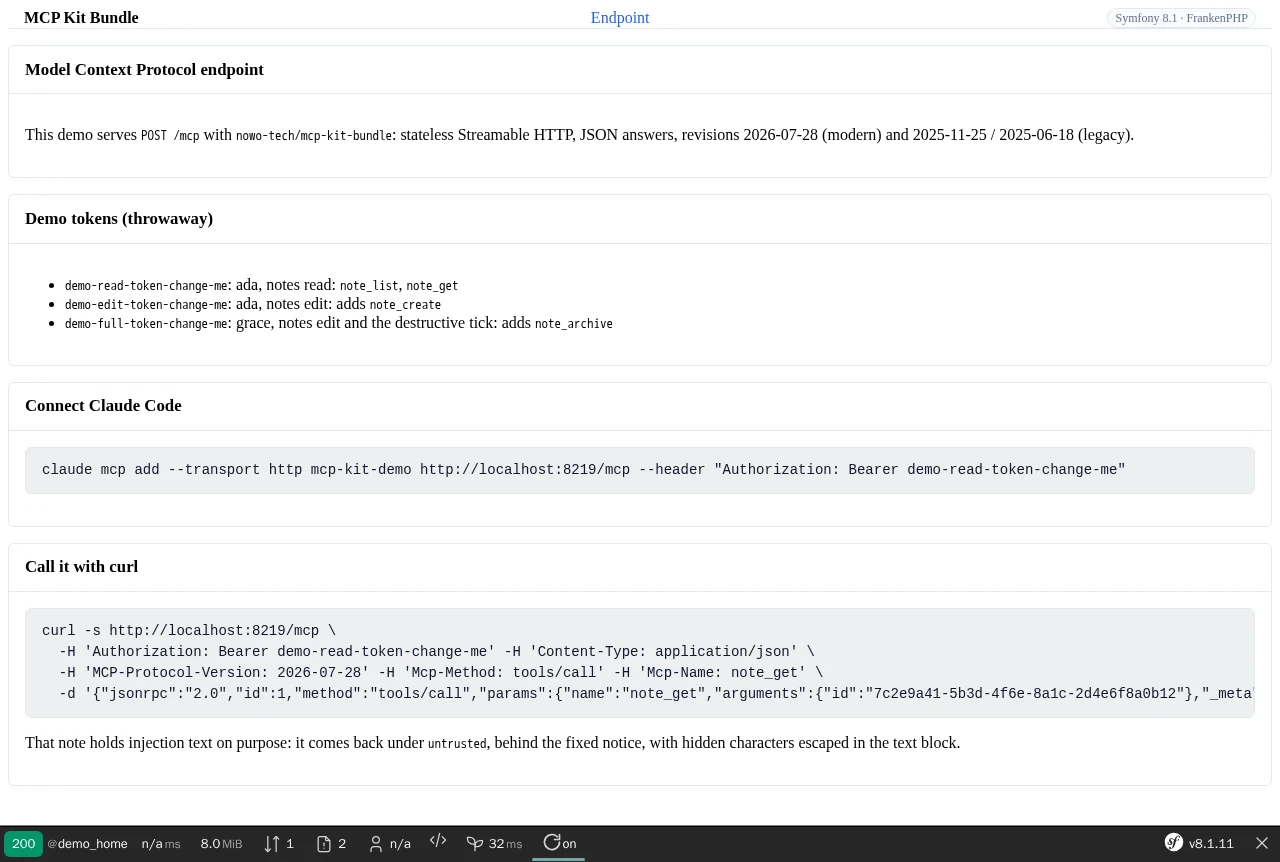 MCP Kit Bundle
Endpoint
Symfony 8.1 · FrankenPHP
Model Context Protocol endpoint
This demo serves POST /mcp with nowo-tech/mcp-kit-bundle: stateless Streamable HTTP, JSON answers, revisions 2026-07-28 (modern) and 2025-11-25 / 2025-06-18 (legacy).
Demo tokens (throwaway)
• demo-read-token-change-me: ada, notes read: note_list, note_get
• demo-edit-token-change-me: ada, notes edit: adds note_create
• demo-full-token-change-me: grace, notes edit and the destructive tick: adds note_archive
Connect Claude Code
claude mcp add --transport http mcp-kit-demo http://localhost:8219/mcp --header "Authorization: Bearer demo-read-token-change-me"
Call it with curl
curl -s http://localhost:8219/mcp \
-H 'Authorization: Bearer demo-read-token-change-me' -H 'Content-Type: application/json' \
-H 'MCP-Protocol-Version: 2026-07-28' -H 'Mcp-Method: tools/call' -H 'Mcp-Name: note_get' \
-d '{"jsonrpc":"2.0","id":1,"method":"tools/call","params":{"name":"note_get","arguments":{"id":"7c2e9a41-5b3d-4f6e-8a1c-2d4e6f8a0b12"},"_meta"
That note holds injection text on purpose: it comes back under untrusted, behind the fixed notice, with hidden characters escaped in the text block.
200 @demo_home n/a ms 8.0 MiB 1 2 n/a </> 32 ms on sf v8.1.11